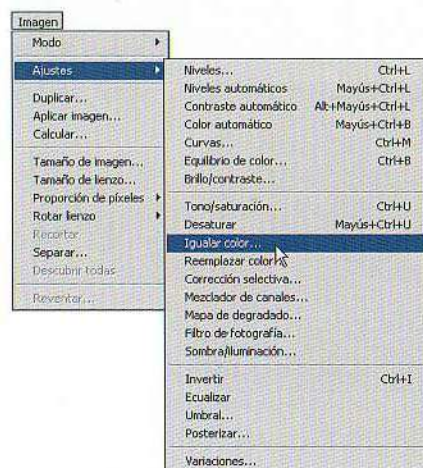 Imagen
Modo
Ajustes
Duplicar...
Aplicar imagen...
Calcular...
Tamaño de imagen...
Tamaño de lienzo...
Proporción de píxeles
Rotar lienzo
Recortar
Separar...
Descubrir todas
Reventar...
Niveles... Ctrl+L
Niveles automáticos Mayús+Ctrl+L
Contraste automático Alt+Mayús+Ctrl+L
Color automático Mayús+Ctrl+B
Curvas... Ctrl+M
Equilibrio de color... Ctrl+B
Brillo/contraste...
Tono/saturación... Ctrl+U
Desaturar Mayús+Ctrl+U
Igualar color...
Reemplazar color
Corrección selectiva...
Mezclador de canales...
Mapa de degradado...
Filtro de fotografía...
Sombra/iluminación...
Invertir Ctrl+I
Ecualizar
Umbral...
Posterizar...
Variaciones...